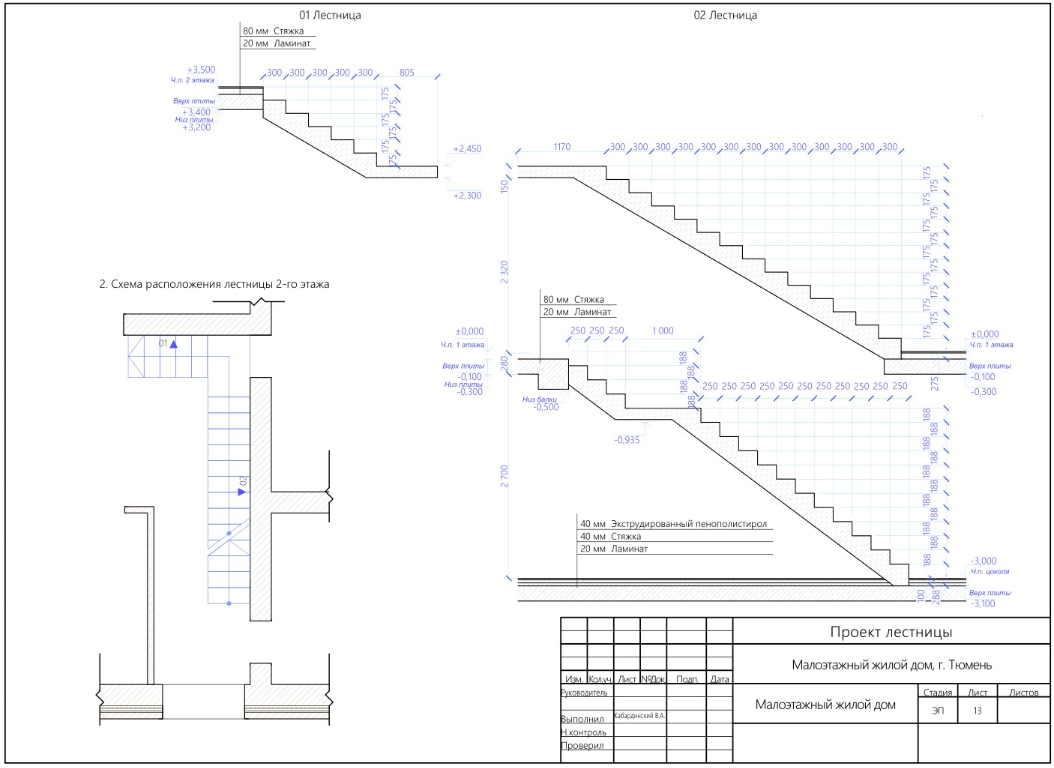 01 Лестница
80 мм Стяжка
20 мм Ламинат
+3,500
Ч.п. 2 этажа
Верх плиты
+3,400
Низ плиты
+3,200
300 300 300 300 300 805
175
175
175
175
175
175
+2,450
+2,300
02 Лестница
1170 300 300 300 300 300 300 300 300 300 300 300 300 300
150
2 320
280
2 700
175
175
175
175
175
175
175
175
175
175
175
175
175
±0,000
Ч.п. 1 этажа
Верх плиты
-0,100
-0,300
275
80 мм Стяжка
20 мм Ламинат
±0,000
Ч.п. 1 этажа
Верх плиты
-0,100
Низ плиты
-0,300
Низ балки
-0,500
-0,935
250 250 250 1 000
188
188
188
188
250 250 250 250 250 250 250 250 250 250 250
188
188
188
188
188
188
188
188
188
188
188
100
288
40 мм Экструдированный пенополистирол
40 мм Стяжка
20 мм Ламинат
-3,000
Ч.п. цоколя
Верх плиты
-3,100
2. Схема расположения лестницы 2-го этажа
01
02
Проект лестницы
Малоэтажный жилой дом, г. Тюмень
Изм. Кол.уч. Лист №Док. Подп. Дата
Руководитель
Малоэтажный жилой дом
Стадия Лист Листов
ЭП 13
Выполнил Кабардинский В.А.
Н.контроль
Проверил